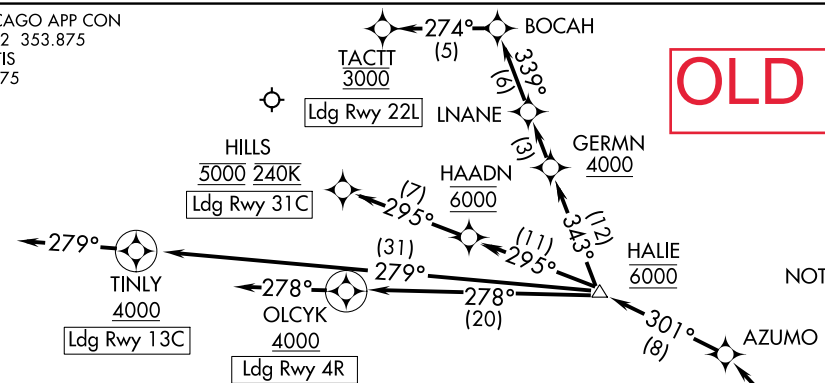 CAGO APP CON
2 353.875
TIS
75
274°
(5)
BOCAH
TACTT
3000
Ldg Rwy 22L
339°
(6)
LNANE
OLD
(3)
GERMN
4000
HILLS
5000 240K
Ldg Rwy 31C
(7)
295°
HAADN
6000
(12)
343°
(11)
295°
HALIE
6000
NOT
279°
TINLY
4000
Ldg Rwy 13C
(31)
279°
278°
OLCYK
4000
Ldg Rwy 4R
278°
(20)
301°
(8)
AZUMO